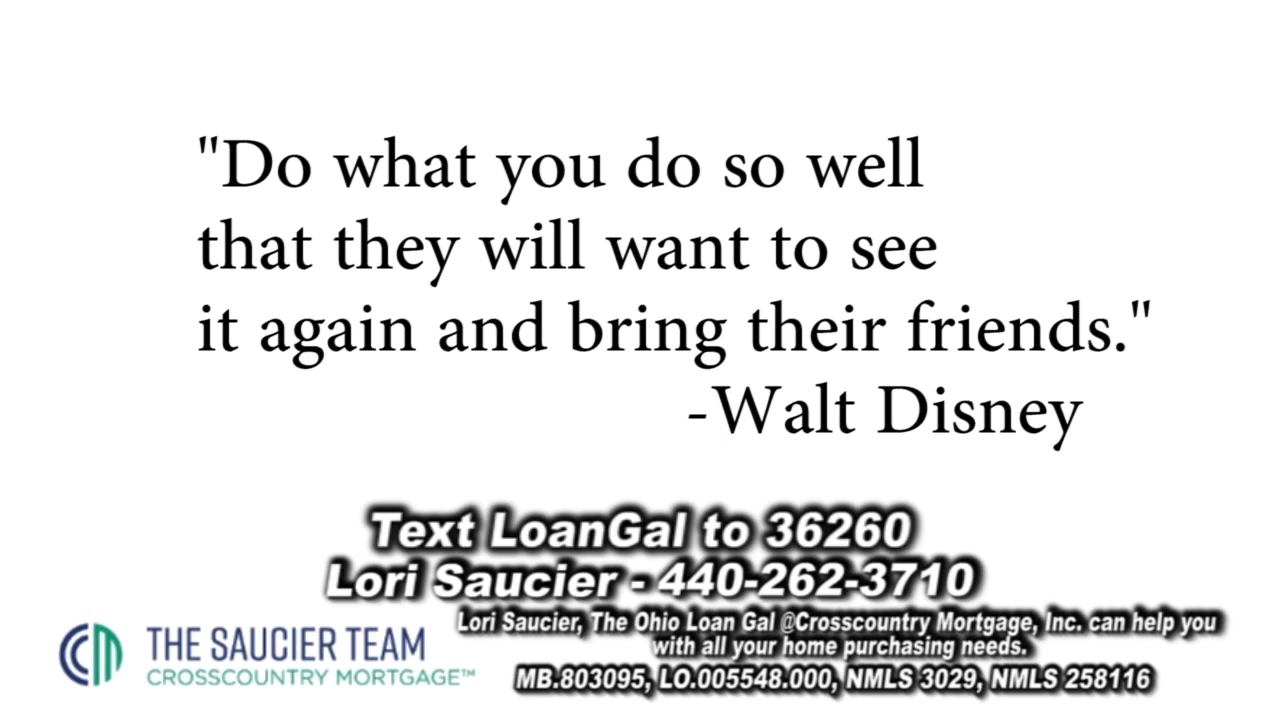 "Do what you do so well
that they will want to see
it again and bring their friends."
-Walt Disney
Text LoanGal to 36260
Lori Saucier - 440-262-3710
Lori Saucier, The Ohio Loan Gal @Crosscountry Mortgage, Inc. can help you
with all your home purchasing needs.
MB.803095, LO.005548.000, NMLS 3029, NMLS 258116
CM
THE SAUCIER TEAM
CROSSCOUNTRY MORTGAGE™